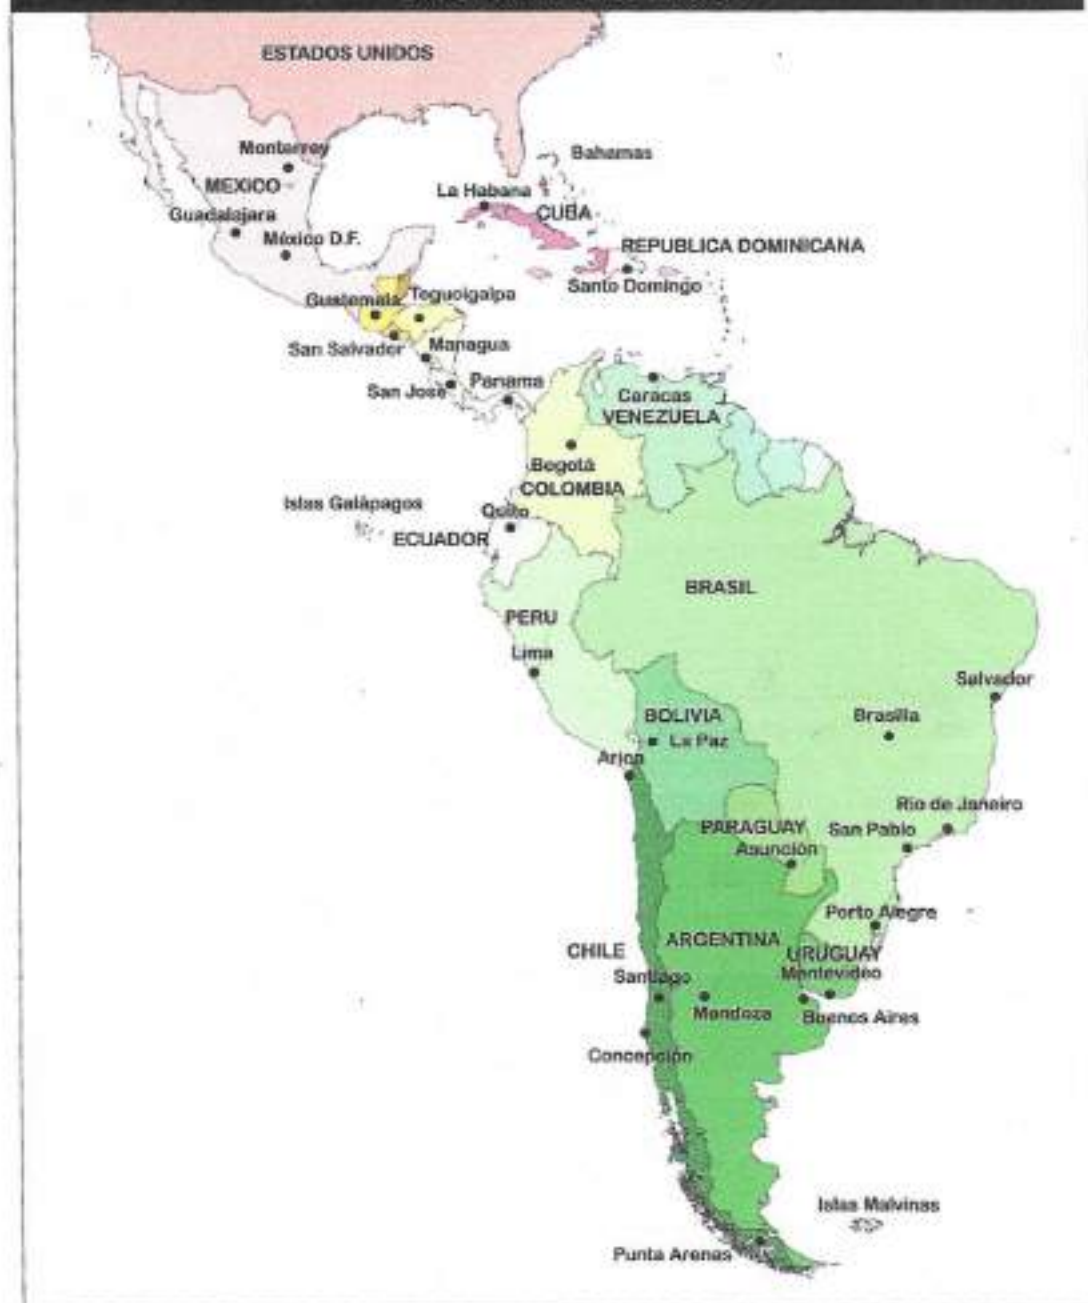 ESTADOS UNIDOS
Monterrey
Bahamas
MEXICO
La Habana
Guadalajara
CUBA
México D.F.
REPUBLICA DOMINICANA
Santo Domingo
Guatemala
Tegucigalpa
San Salvador
Managua
San José
Panama
Caracas
VENEZUELA
Bogotá
COLOMBIA
Islas Galápagos
Quito
ECUADOR
BRASIL
PERU
Lima
Salvador
BOLIVIA
Brasilia
La Paz
Arica
Rio de Janeiro
PARAGUAY
San Pablo
Asunción
Porto Alegre
CHILE
ARGENTINA
URUGUAY
Santiago
Montevideo
Mendoza
Buenos Aires
Concepción
Islas Malvinas
Punta Arenas